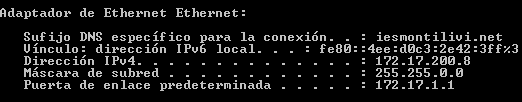 Adaptador de Ethernet Ethernet:
Sufijo DNS específico para la conexión. . : iesmontilivi.net
Vínculo: dirección IPv6 local. . . : fe80::4ee:d0c3:2e42:3ff%3
Dirección IPv4. . . . . . . . . . . . . . : 172.17.200.8
Máscara de subred . . . . . . . . . . . . : 255.255.0.0
Puerta de enlace predeterminada . . . . . : 172.17.1.1